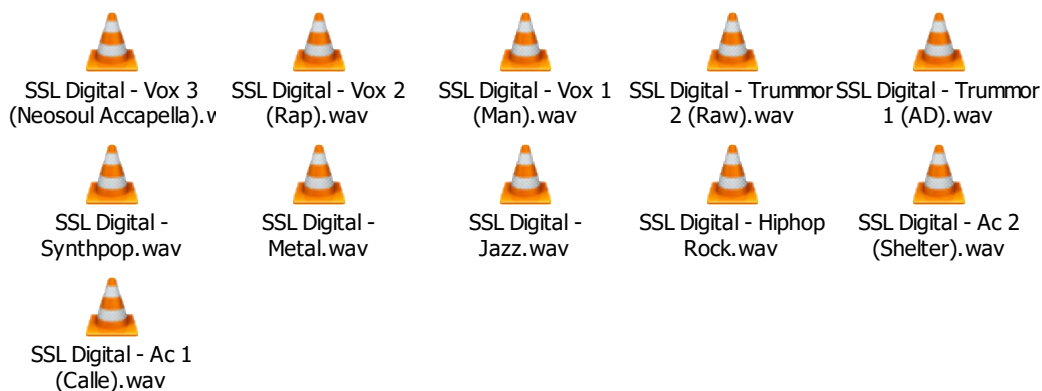 SSL Digital - Vox 3
(Neosoul Accapella).v
SSL Digital - Vox 2
(Rap).wav
SSL Digital - Vox 1
(Man).wav
SSL Digital - Trummor
2 (Raw).wav
SSL Digital - Trummor
1 (AD).wav
SSL Digital -
Synthpop.wav
SSL Digital -
Metal.wav
SSL Digital -
Jazz.wav
SSL Digital - Hiphop
Rock.wav
SSL Digital - Ac 2
(Shelter).wav
SSL Digital - Ac 1
(Calle).wav